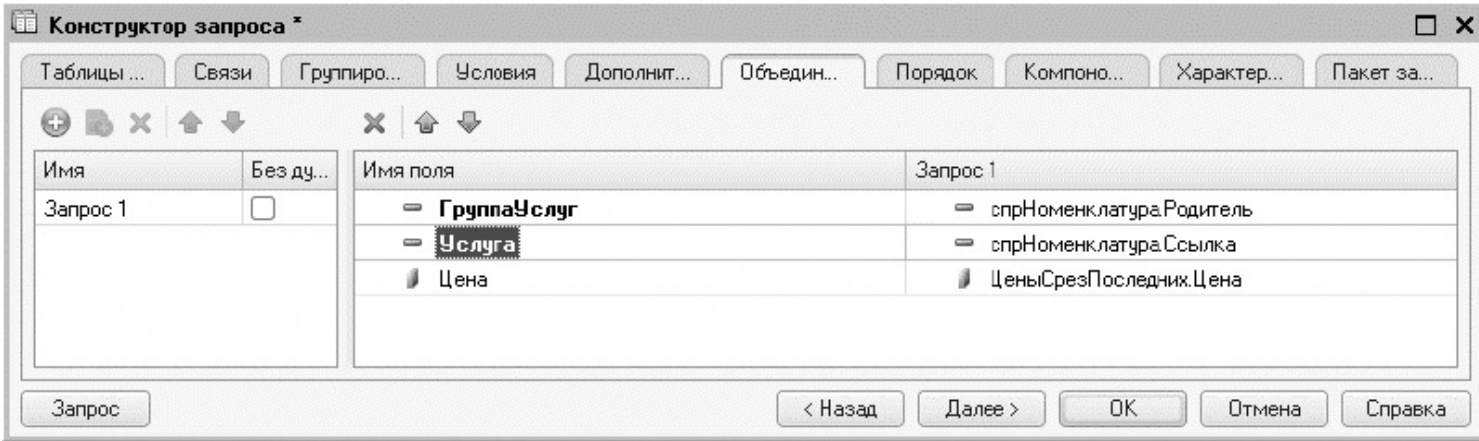 Конструктор запроса *
Таблицы ... Связи Группиро... Условия Дополнит... Объедин... Порядок Компоно... Характер... Пакет за...
Имя Без ду... Имя поля Запрос 1
Запрос 1 ГруппаУслуг спрНоменклатура.Родитель
Услуга спрНоменклатура.Ссылка
Цена ЦеныСрезПоследних.Цена
Запрос < Назад Далее > ОК Отмена Справка